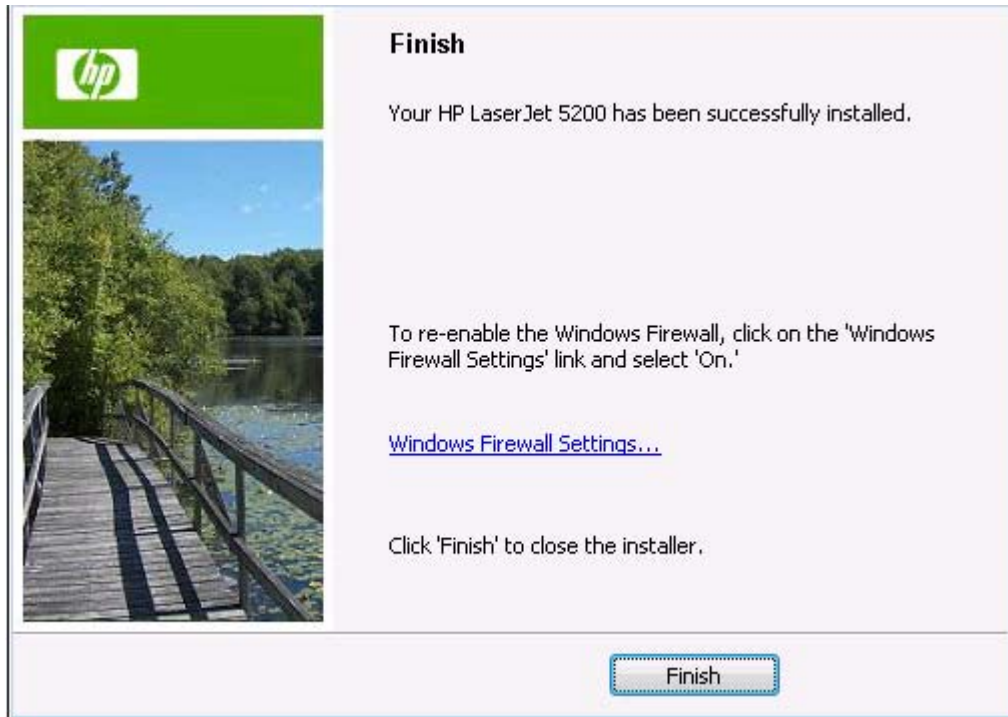 hp
Finish
Your HP LaserJet 5200 has been successfully installed.
To re-enable the Windows Firewall, click on the 'Windows
Firewall Settings' link and select 'On.'
Windows Firewall Settings...
Click 'Finish' to close the installer.
Finish